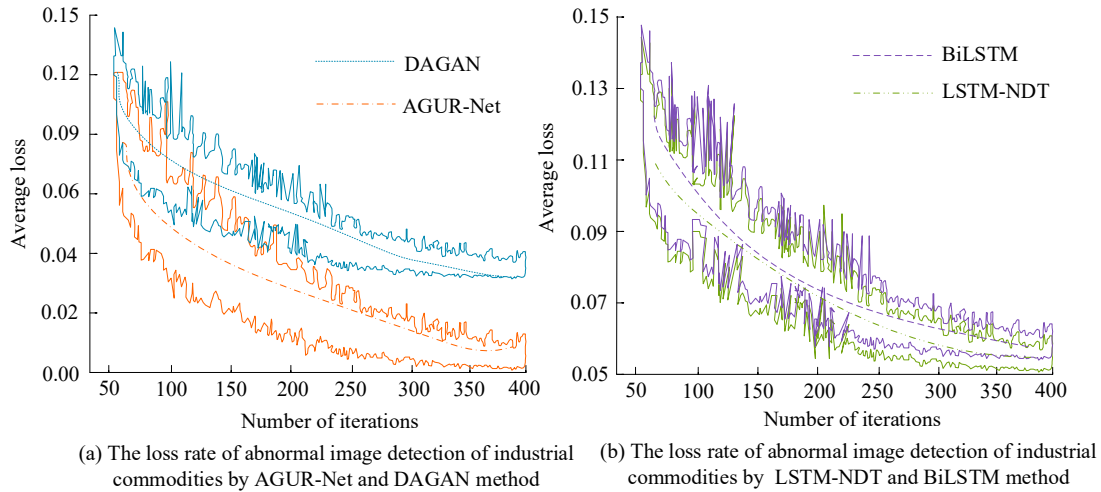 0.15
0.12
0.09
0.06
0.04
0.02
0.00
Average loss
DAGAN
AGUR-Net
50 100 150 200 250 300 350 400
Number of iterations
(a) The loss rate of abnormal image detection of industrial
commodities by AGUR-Net and DAGAN method
0.15
0.13
0.11
0.09
0.07
0.05
Average loss
BiLSTM
LSTM-NDT
50 100 150 200 250 300 350 400
Number of iterations
(b) The loss rate of abnormal image detection of industrial
commodities by LSTM-NDT and BiLSTM method